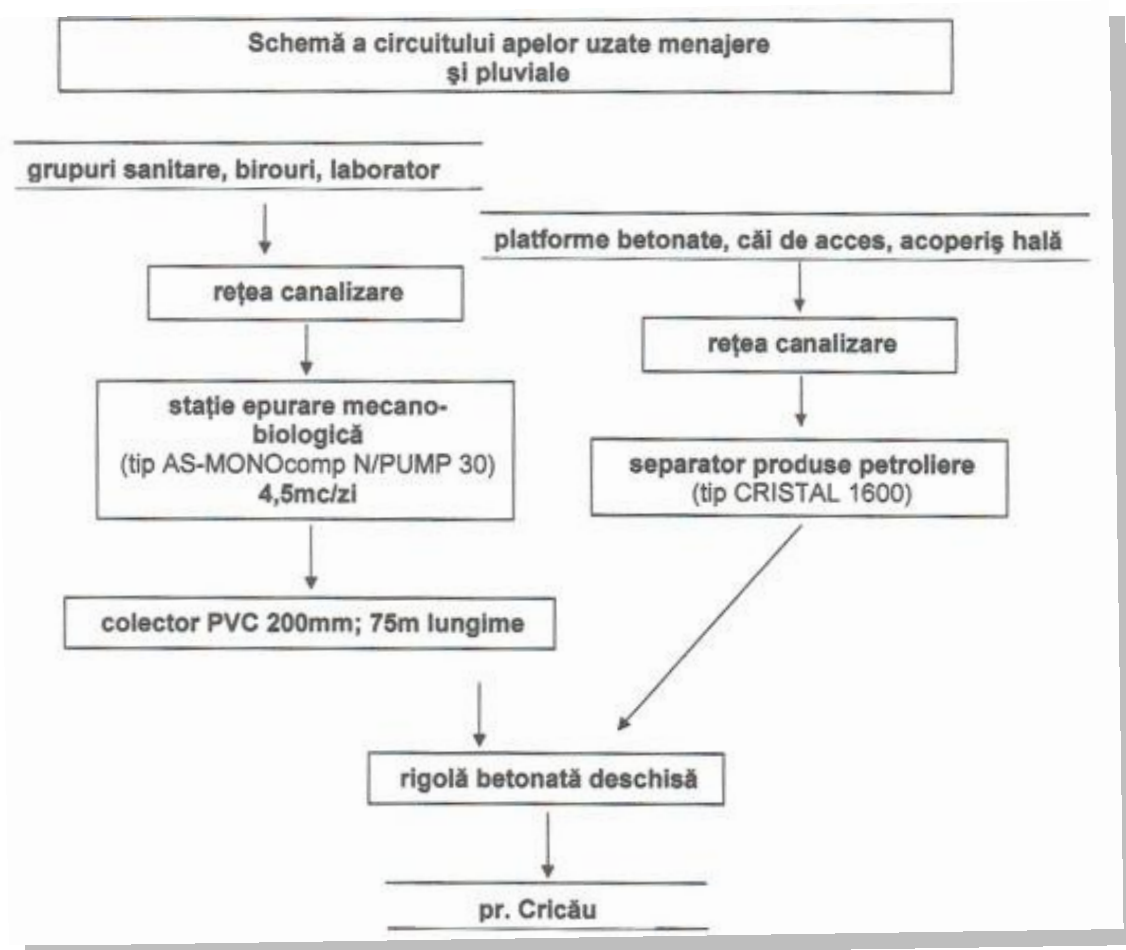 Schemă a circuitului apelor uzate menajere
şi pluviale
grupuri sanitare, birouri, laborator
platforme betonate, căi de acces, acoperiş hală
reţea canalizare
reţea canalizare
staţie epurare mecano-
biologică
(tip AS-MONOcomp N/PUMP 30)
4,5mc/zi
separator produse petroliere
(tip CRISTAL 1600)
colector PVC 200mm; 75m lungime
rigolă betonată deschisă
pr. Cricău